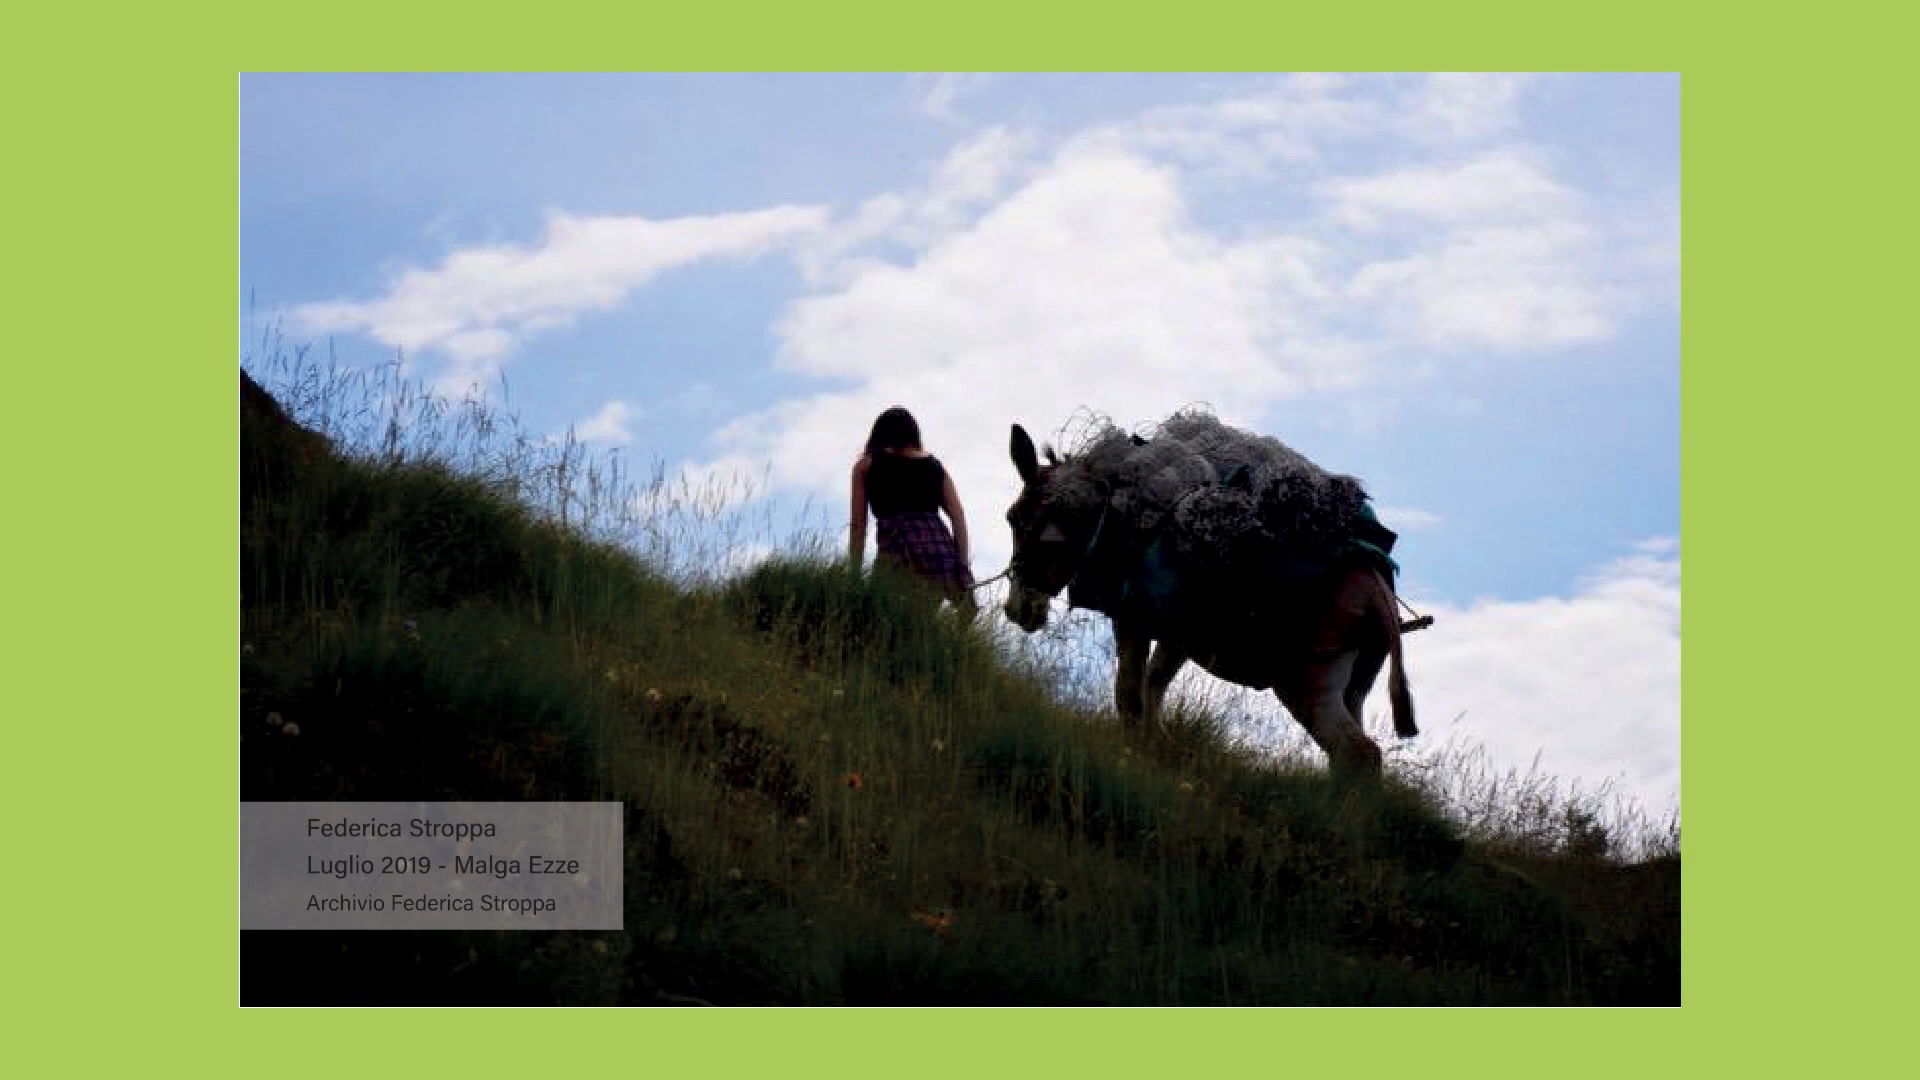 Federica Stroppa
Luglio 2019 - Malga Ezze
Archivio Federica Stroppa